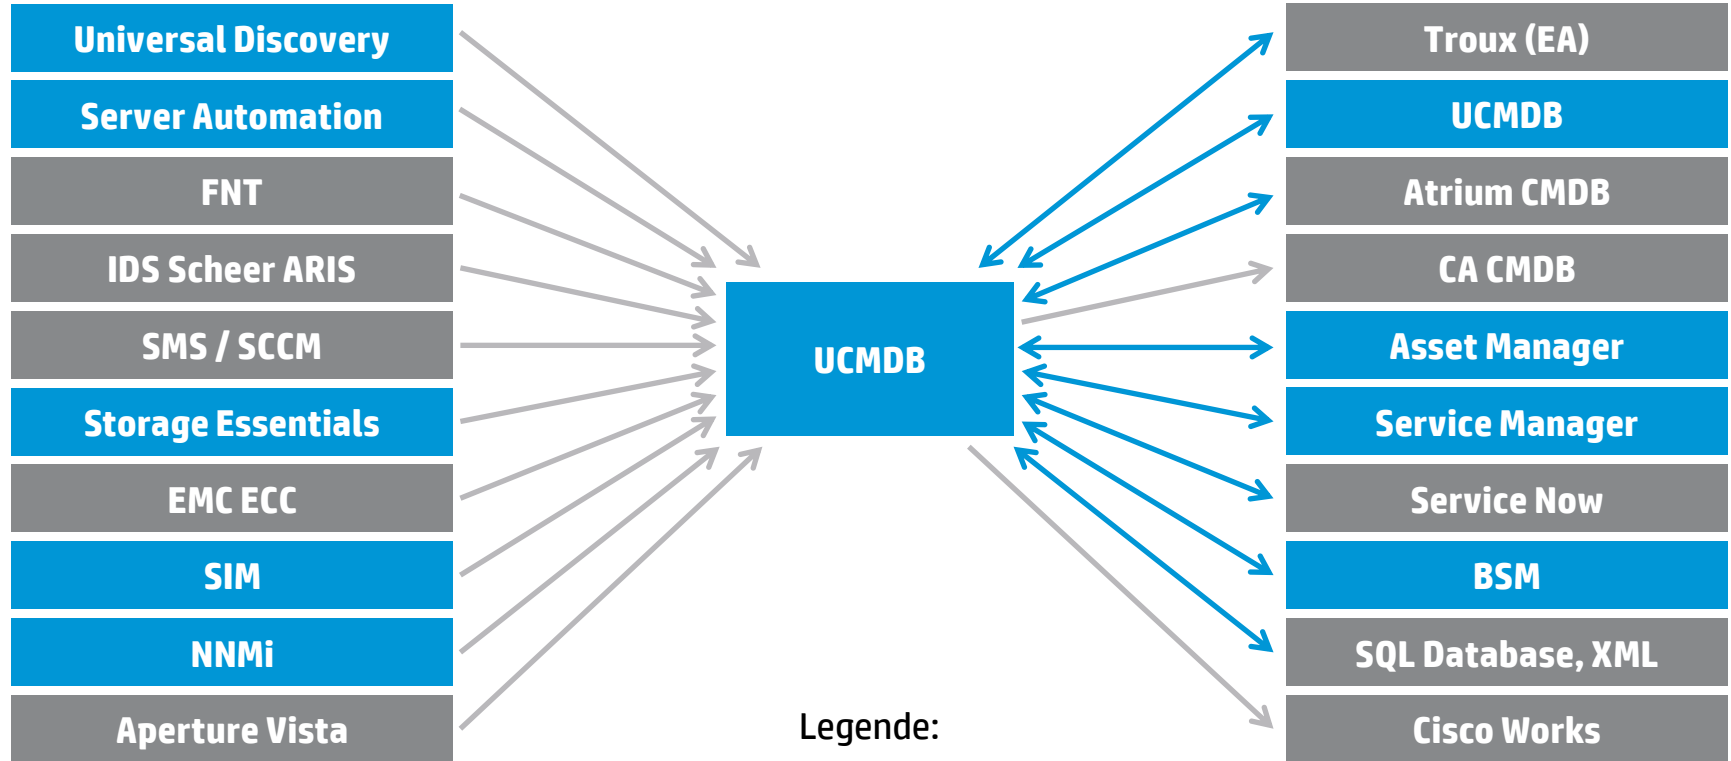 Universal Discovery
Server Automation
FNT
IDS Scheer ARIS
SMS / SCCM
Storage Essentials
EMC ECC
SIM
NNMi
Aperture Vista
UCMDB
Legende:
Troux (EA)
UCMDB
Atrium CMDB
CA CMDB
Asset Manager
Service Manager
Service Now
BSM
SQL Database, XML
Cisco Works